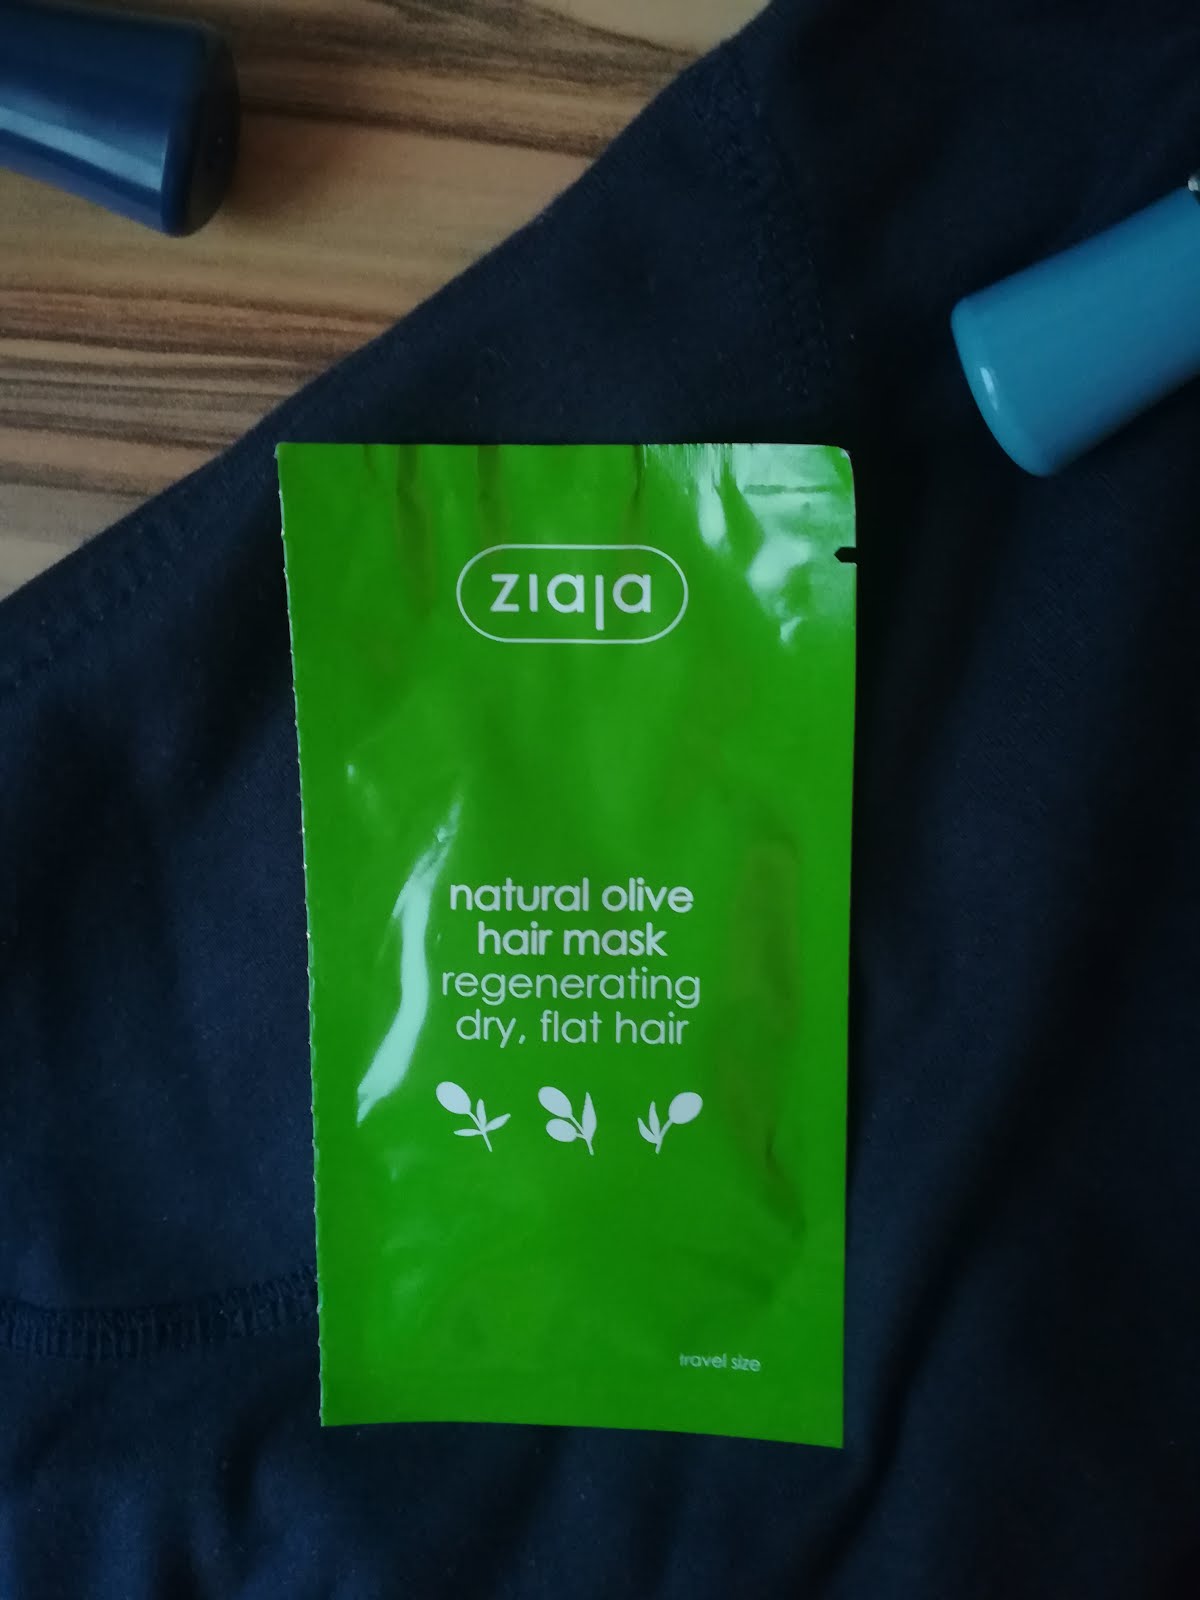 ziaja
natural olive
hair mask
regenerating
dry, flat hair
travel size